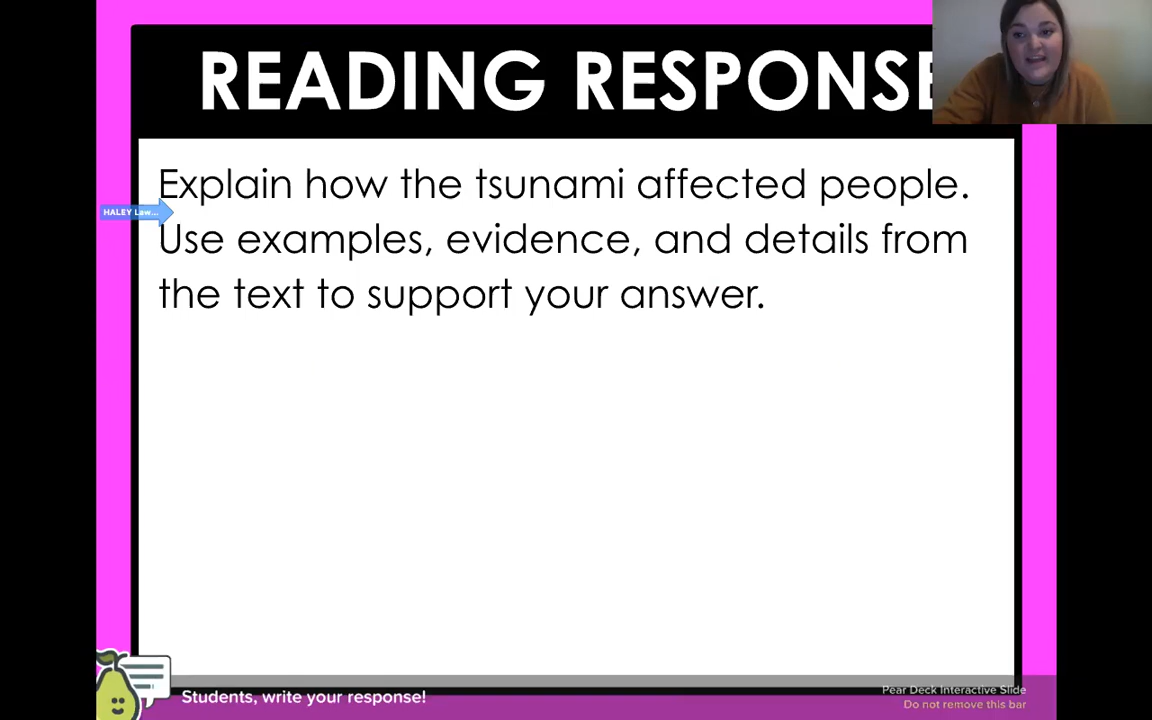 READING RESPONSE
Explain how the tsunami affected people.
HALEY Law...
Use examples, evidence, and details from
the text to support your answer.
Students, write your response!
Pear Deck Interactive Slide
Do not remove this bar